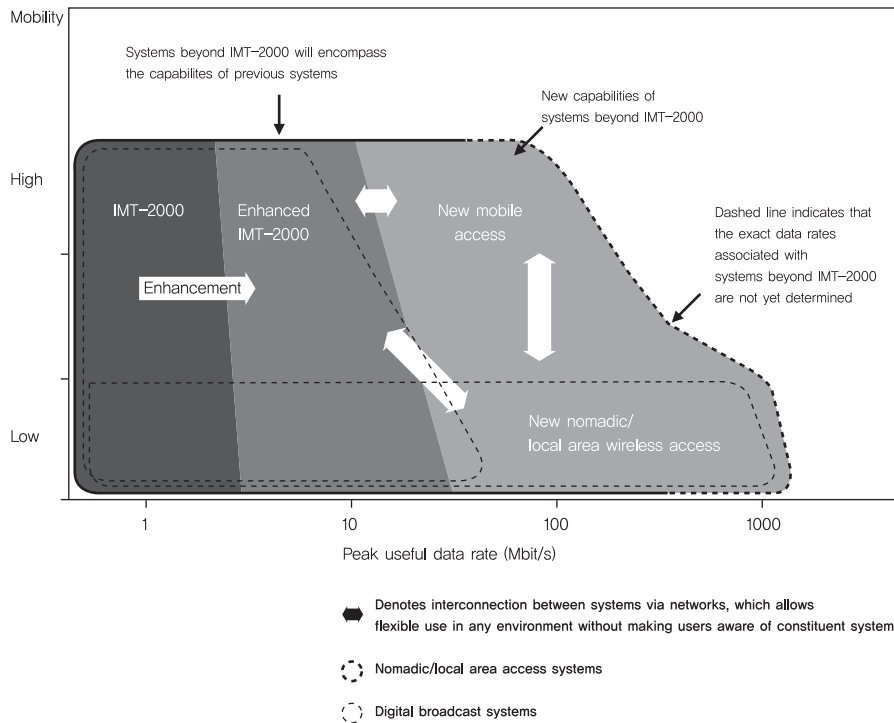 Mobility
Systems beyond IMT-2000 will encompass
the capabilites of previous systems
New capabilities of
systems beyond IMT-2000
High
IMT-2000
Enhanced
IMT-2000
New mobile
access
Dashed line indicates that
the exact data rates
associated with
systems beyond IMT-2000
are not yet determined
Enhancement
Low
New nomadic/
local area wireless access
1
10
100
1000
Peak useful data rate (Mbit/s)
Denotes interconnection between systems via networks, which allows
flexible use in any environment without making users aware of constituent system
Nomadic/local area access systems
Digital broadcast systems